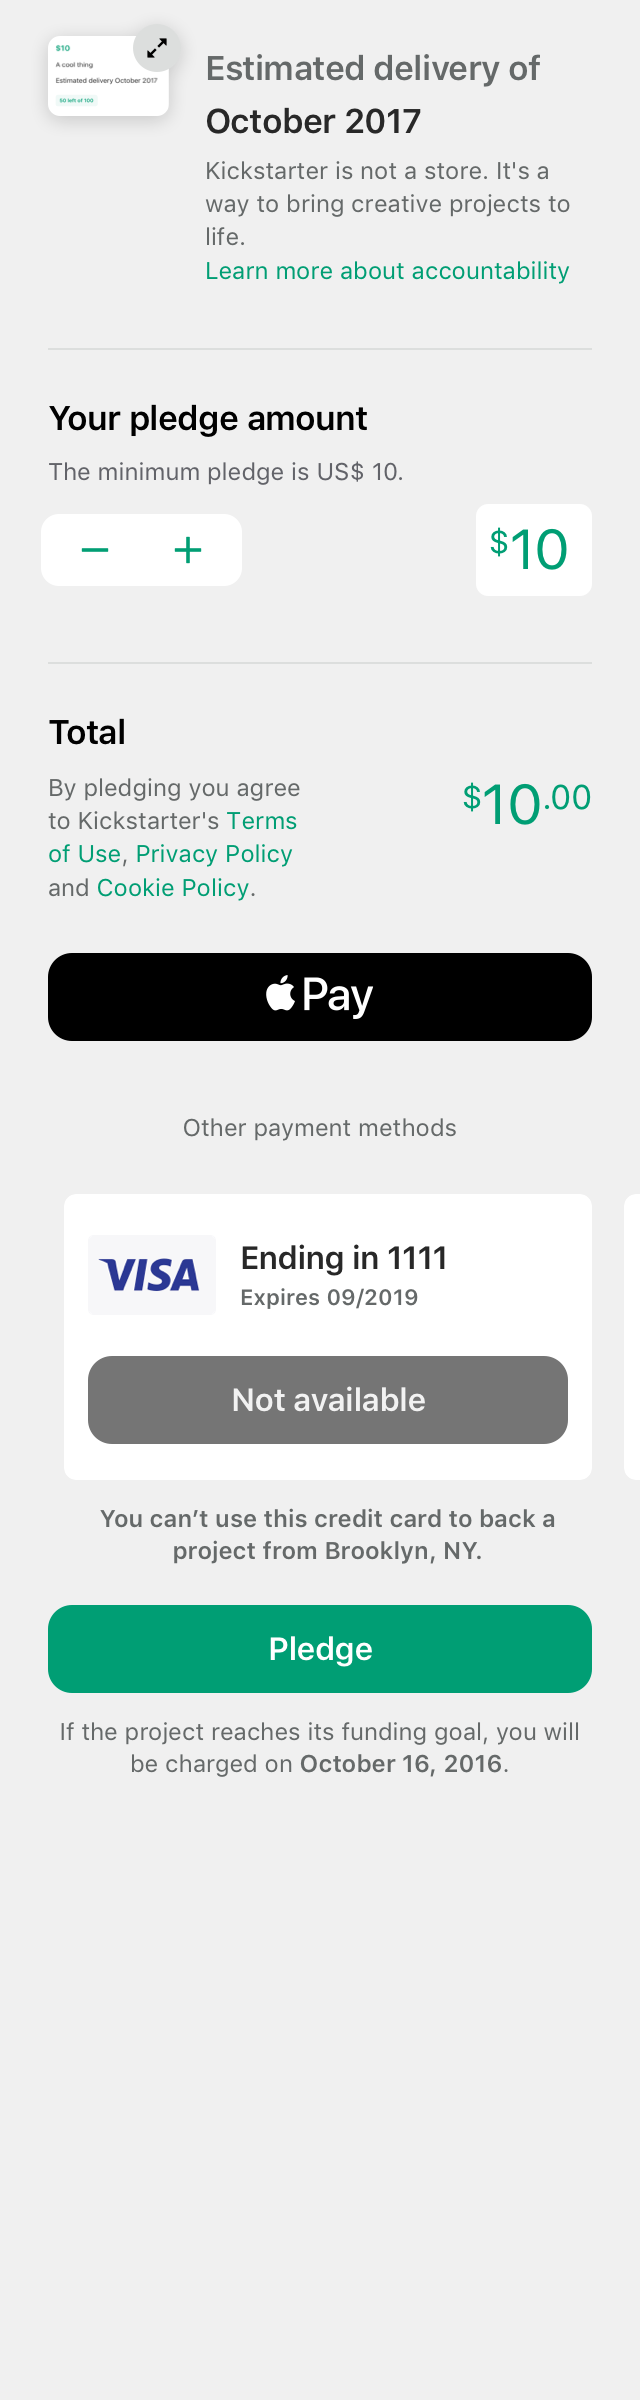 $10
A cool thing
Estimated delivery October 2017
50 left of 100
Estimated delivery of
October 2017
Kickstarter is not a store. It's a
way to bring creative projects to
life.
Learn more about accountability
Your pledge amount
The minimum pledge is US$ 10.
− +
$10
Total
By pledging you agree
to Kickstarter's Terms
of Use, Privacy Policy
and Cookie Policy.
$10.00
Pay
Other payment methods
VISA
Ending in 1111
Expires 09/2019
Not available
You can’t use this credit card to back a
project from Brooklyn, NY.
Pledge
If the project reaches its funding goal, you will
be charged on October 16, 2016.